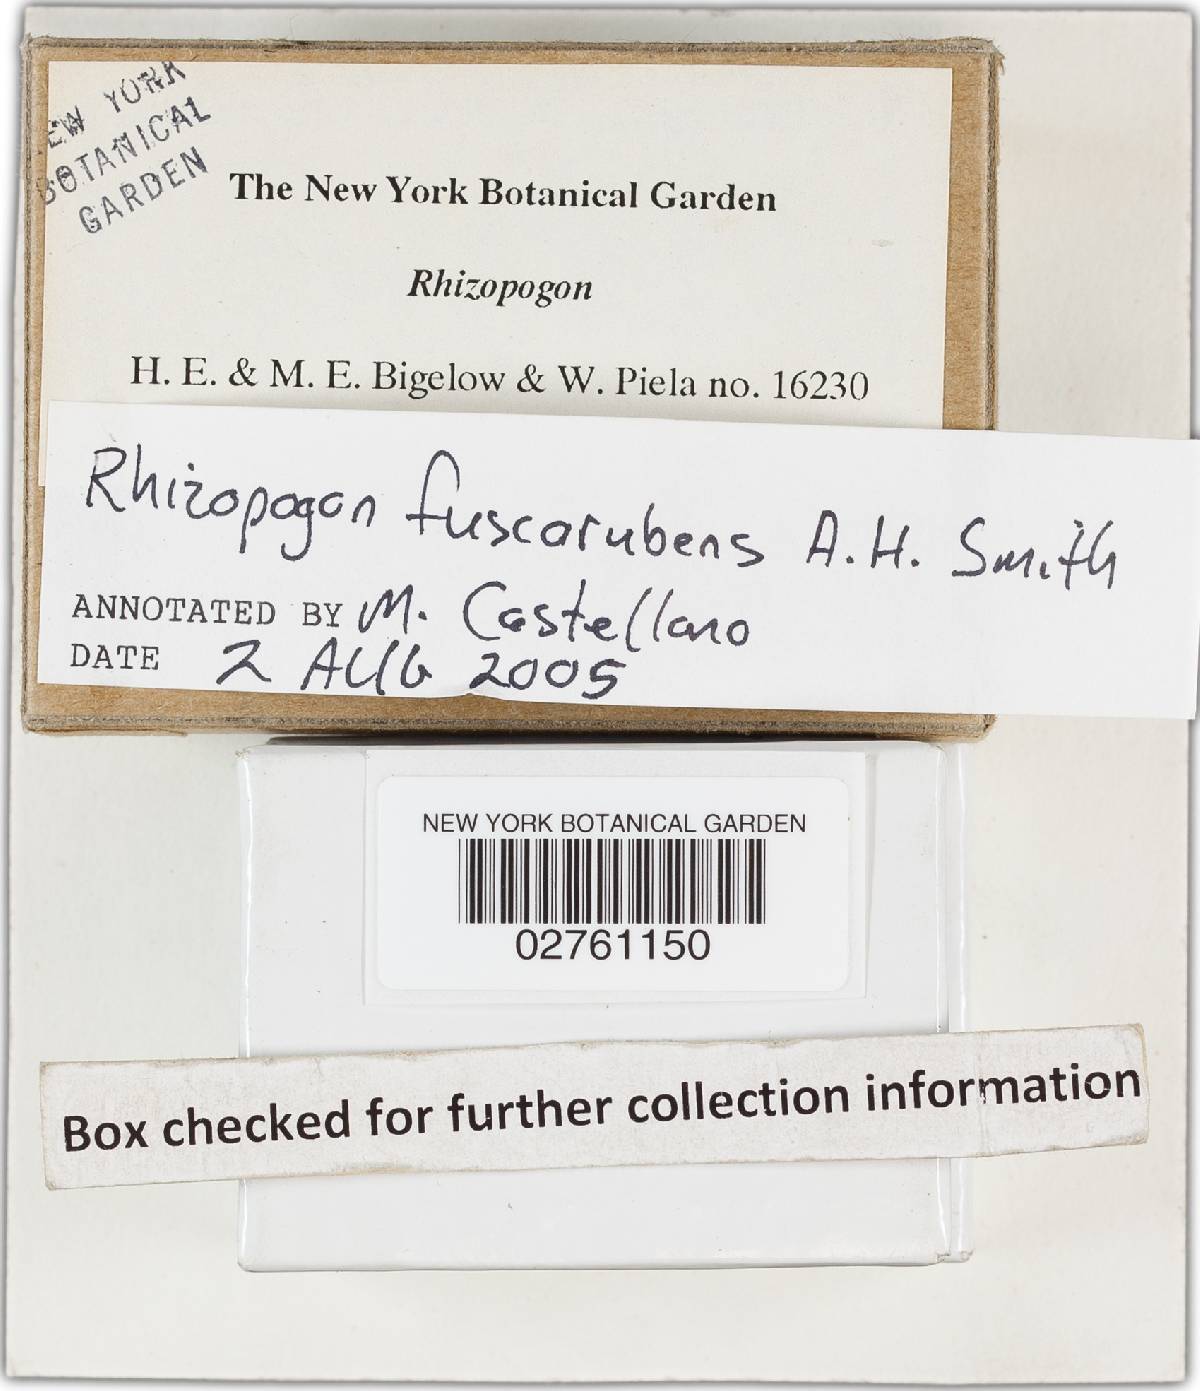 EW YORK
BOTANICAL
GARDEN
The New York Botanical Garden
Rhizopogon
H. E. & M. E. Bigelow & W. Piela no. 16230
Rhizopogon fuscorubens A.H. Smith
ANNOTATED BY M. Castellano
DATE 2 AUG 2005
NEW YORK BOTANICAL GARDEN
02761150
Box checked for further collection information